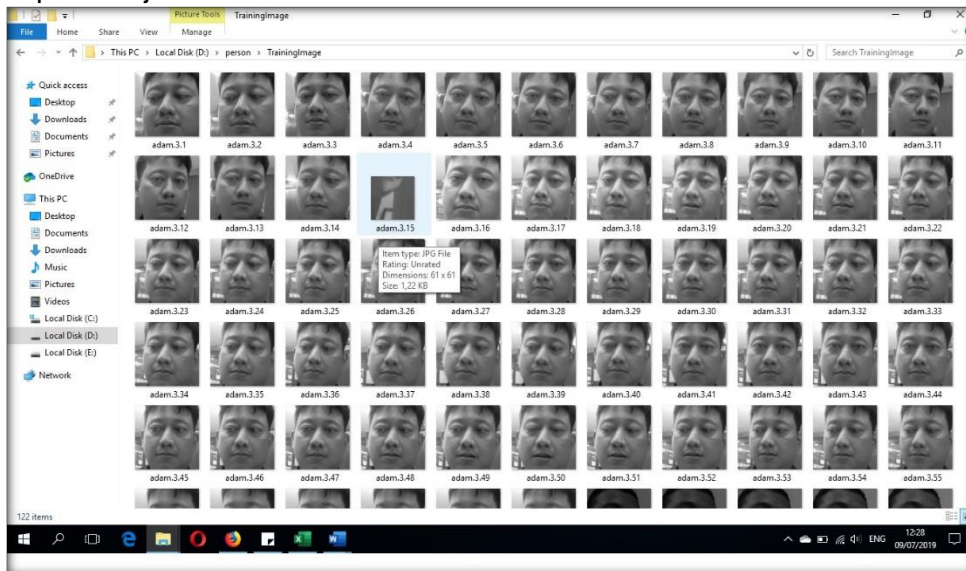 Picture Tools TrainingImage
File Home Share View Manage
This PC > Local Disk (D:) > person > TrainingImage
Search TrainingImage
Quick access
Desktop
Downloads
Documents
Pictures
OneDrive
This PC
Desktop
Documents
Downloads
Music
Pictures
Videos
Local Disk (C:)
Local Disk (D:)
Local Disk (E:)
Network
adam.3.1 adam.3.2 adam.3.3 adam.3.4 adam.3.5 adam.3.6 adam.3.7 adam.3.8 adam.3.9 adam.3.10 adam.3.11
adam.3.12 adam.3.13 adam.3.14 adam.3.15 adam.3.16 adam.3.17 adam.3.18 adam.3.19 adam.3.20 adam.3.21 adam.3.22
Item type: JPG File
Rating: Unrated
Dimensions: 61 x 61
Size: 1,22 KB
adam.3.23 adam.3.24 adam.3.25 adam.3.26 adam.3.27 adam.3.28 adam.3.29 adam.3.30 adam.3.31 adam.3.32 adam.3.33
adam.3.34 adam.3.35 adam.3.36 adam.3.37 adam.3.38 adam.3.39 adam.3.40 adam.3.41 adam.3.42 adam.3.43 adam.3.44
adam.3.45 adam.3.46 adam.3.47 adam.3.48 adam.3.49 adam.3.50 adam.3.51 adam.3.52 adam.3.53 adam.3.54 adam.3.55
122 items
ENG
12:28
09/07/2019